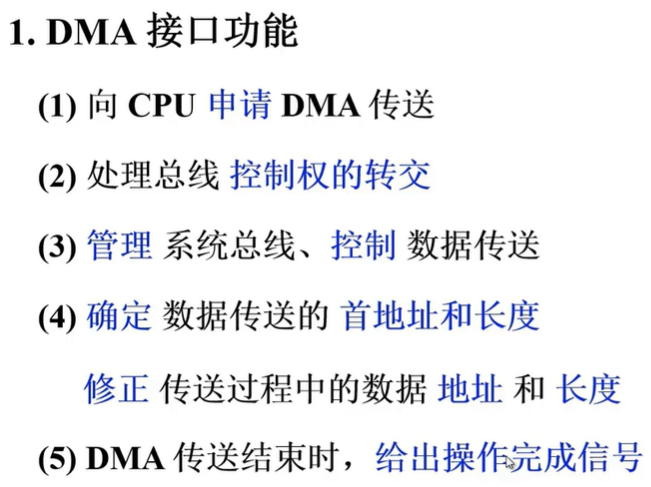 1. DMA 接口功能
(1) 向 CPU 申请 DMA 传送
(2) 处理总线 控制权的转交
(3) 管理 系统总线、控制 数据传送
(4) 确定 数据传送的 首地址和长度
修正 传送过程中的数据 地址 和 长度
(5) DMA 传送结束时，给出操作完成信号